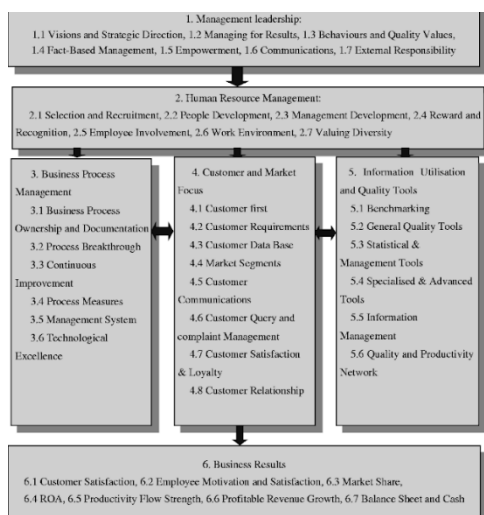 1. Management leadership:
1.1 Visions and Strategic Direction, 1.2 Managing for Results, 1.3 Behaviours and Quality Values,
1.4 Fact-Based Management, 1.5 Empowerment, 1.6 Communications, 1.7 External Responsibility
2. Human Resource Management:
2.1 Selection and Recruitment, 2.2 People Development, 2.3 Management Development, 2.4 Reward and
Recognition, 2.5 Employee Involvement, 2.6 Work Environment, 2.7 Valuing Diversity
3. Business Process
Management
3.1 Business Process
Ownership and Documentation
3.2 Process Breakthrough
3.3 Continuous
Improvement
3.4 Process Measures
3.5 Management System
3.6 Technological
Excellence
4. Customer and Market
Focus
4.1 Customer first
4.2 Customer Requirements
4.3 Customer Data Base
4.4 Market Segments
4.5 Customer
Communications
4.6 Customer Query and
complaint Management
4.7 Customer Satisfaction
& Loyalty
4.8 Customer Relationship
5. Information Utilisation
and Quality Tools
5.1 Benchmarking
5.2 General Quality Tools
5.3 Statistical &
Management Tools
5.4 Specialised & Advanced
Tools
5.5 Information
Management
5.6 Quality and Productivity
Network
6. Business Results
6.1 Customer Satisfaction, 6.2 Employee Motivation and Satisfaction, 6.3 Market Share,
6.4 ROA, 6.5 Productivity Flow Strength, 6.6 Profitable Revenue Growth, 6.7 Balance Sheet and Cash